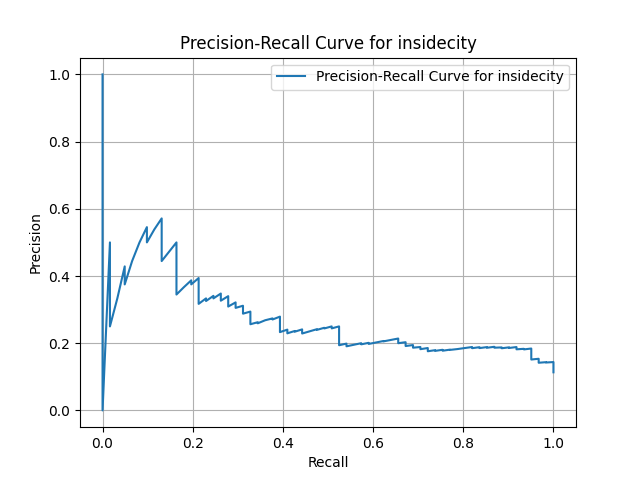 Precision-Recall Curve for insidecity
Precision-Recall Curve for insidecity
1.0
0.8
0.6
0.4
0.2
0.0
Precision
0.0 0.2 0.4 0.6 0.8 1.0
Recall